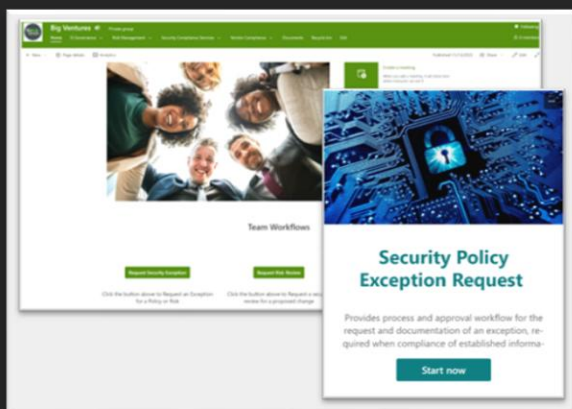 Big Ventures
Private group
Following
Home
Risk Management
Security Compliance Services
Vendor Compliance
Documents
Recycle bin
Edit
New
Page details
Analytics
Published
Share
Edit
Create a meeting
Team Workflows
Request Security Exception
Request Risk Review
Click the button above to Request an Exception
for a Policy or Risk
Click the button above to Request a
review for a proposed change
Security Policy
Exception Request
Provides process and approval workflow for the
request and documentation of an exception, re-
quired when compliance of established informa-
Start now